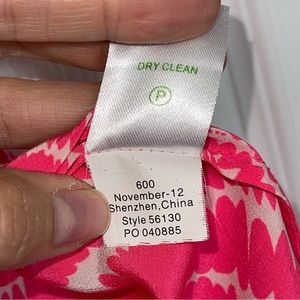 DRY CLEAN
P
600
November-12
Shenzhen,China
Style 56130
PO 040885